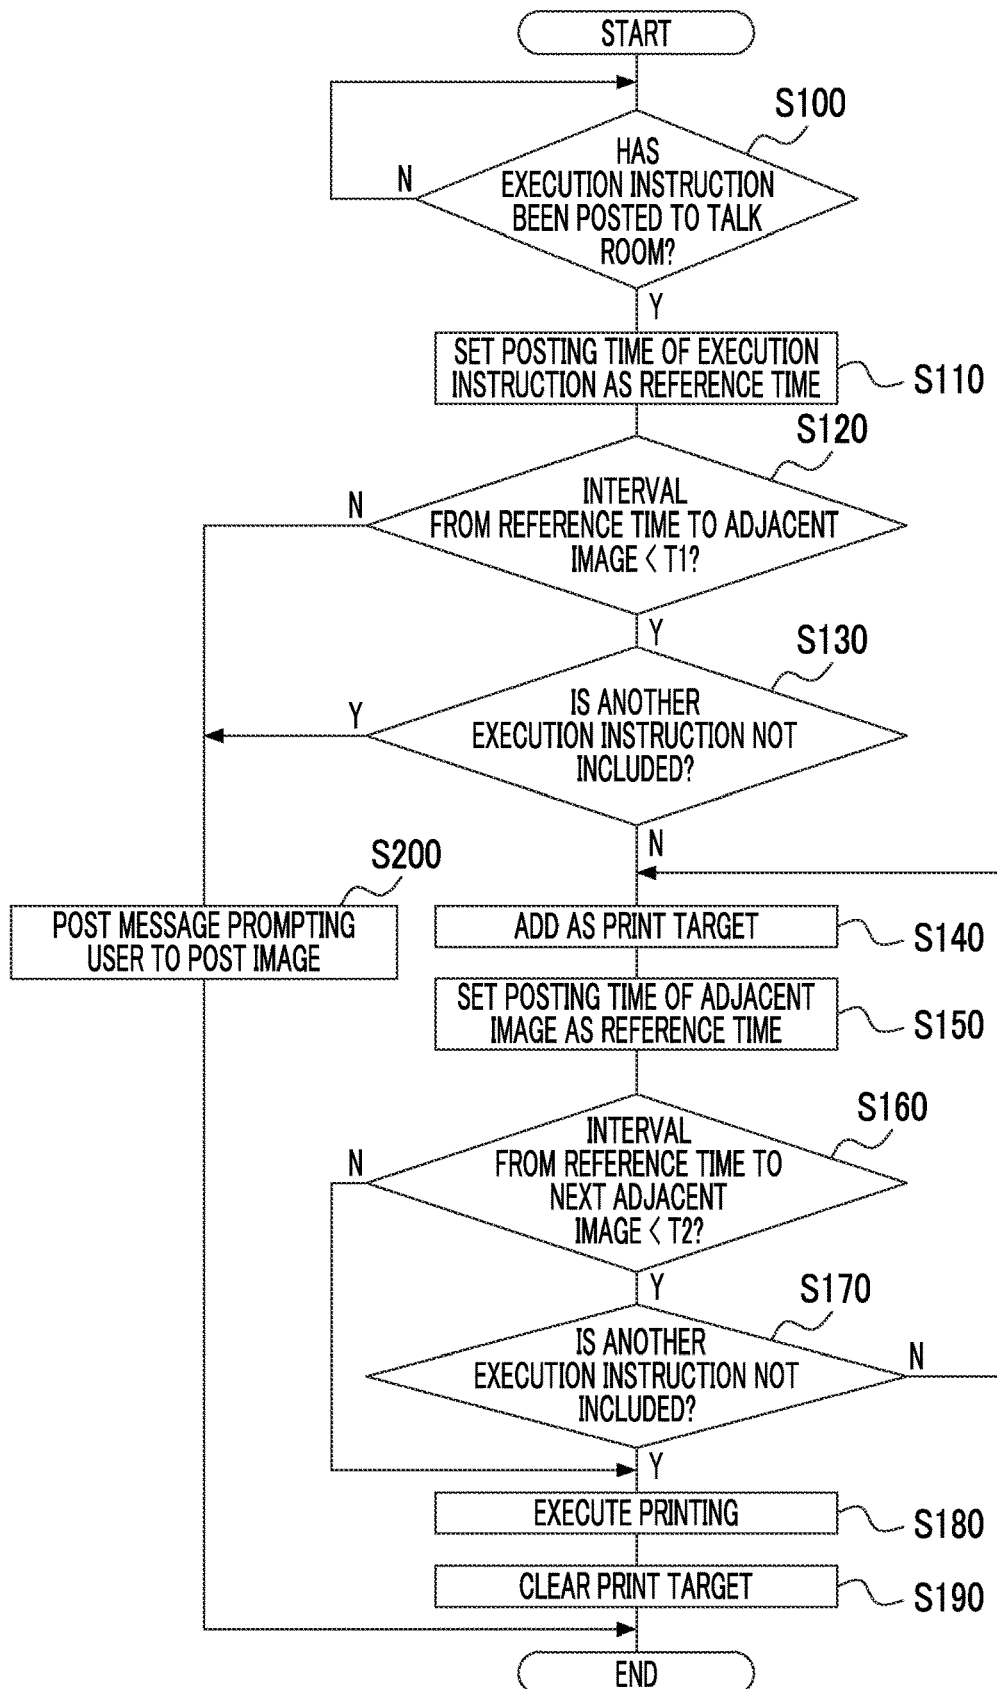 START
S100
HAS
EXECUTION INSTRUCTION
BEEN POSTED TO TALK
ROOM?
N
Y
SET POSTING TIME OF EXECUTION
INSTRUCTION AS REFERENCE TIME
S110
S120
INTERVAL
FROM REFERENCE TIME TO ADJACENT
IMAGE < T1?
N
Y
S130
IS ANOTHER
EXECUTION INSTRUCTION NOT
INCLUDED?
Y
N
S200
POST MESSAGE PROMPTING
USER TO POST IMAGE
ADD AS PRINT TARGET
S140
SET POSTING TIME OF ADJACENT
IMAGE AS REFERENCE TIME
S150
S160
INTERVAL
FROM REFERENCE TIME TO
NEXT ADJACENT
IMAGE < T2?
N
Y
S170
IS ANOTHER
EXECUTION INSTRUCTION NOT
INCLUDED?
N
Y
EXECUTE PRINTING
S180
CLEAR PRINT TARGET
S190
END